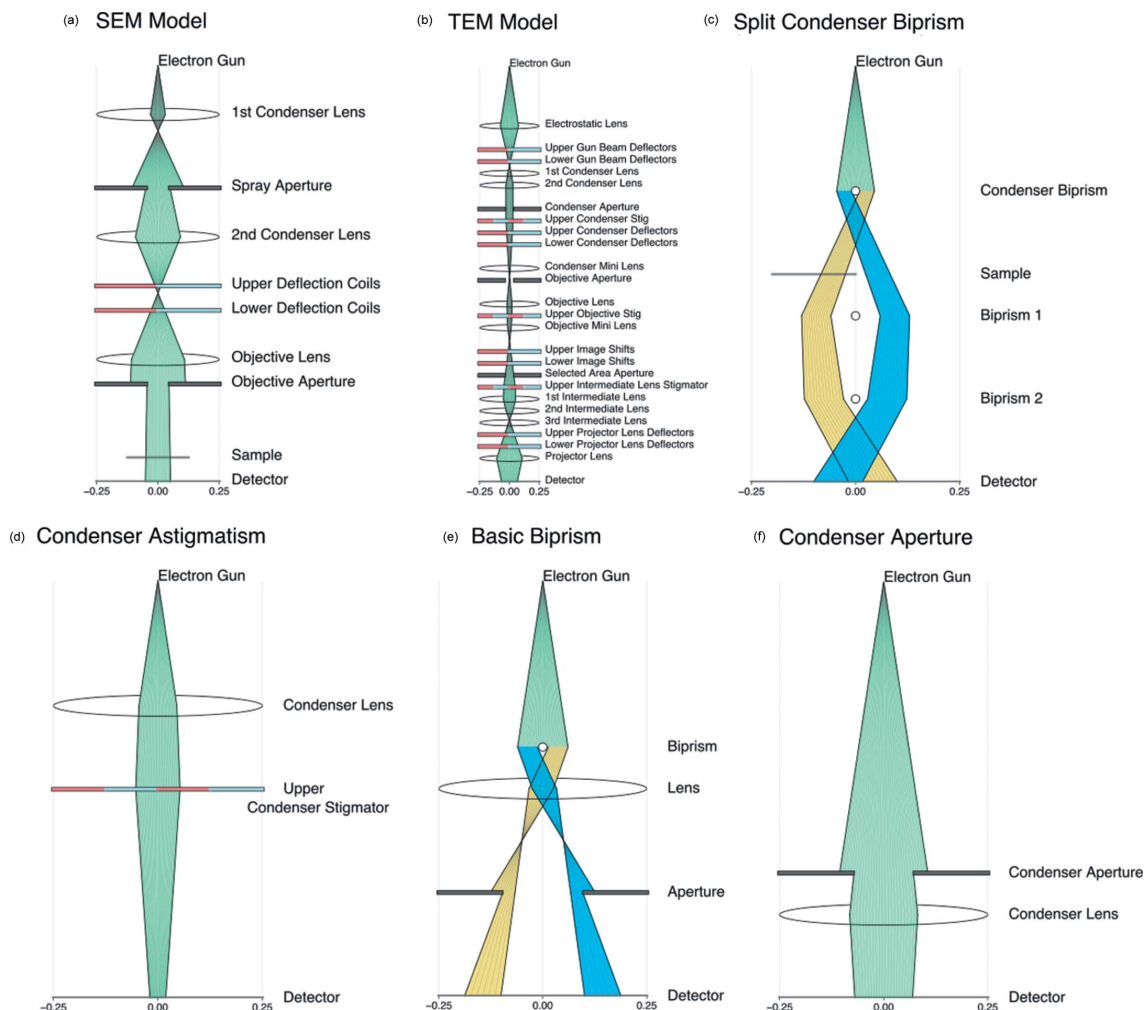 (a) SEM Model
Electron Gun
1st Condenser Lens
Spray Aperture
2nd Condenser Lens
Upper Deflection Coils
Lower Deflection Coils
Objective Lens
Objective Aperture
Sample
Detector
−0.25 0.00 0.25
(b) TEM Model
Electron Gun
Electrostatic Lens
Upper Gun Beam Deflectors
Lower Gun Beam Deflectors
1st Condenser Lens
2nd Condenser Lens
Condenser Aperture
Upper Condenser Stig
Upper Condenser Deflectors
Lower Condenser Deflectors
Condenser Mini Lens
Objective Aperture
Objective Lens
Upper Objective Stig
Objective Mini Lens
Upper Image Shifts
Lower Image Shifts
Selected Area Aperture
Upper Intermediate Lens Stigmator
1st Intermediate Lens
2nd Intermediate Lens
3rd Intermediate Lens
Upper Projector Lens Deflectors
Lower Projector Lens Deflectors
Projector Lens
Detector
−0.25 0.00 0.25
(c) Split Condenser Biprism
Electron Gun
Condenser Biprism
Sample
Biprism 1
Biprism 2
Detector
−0.25 0.00 0.25
(d) Condenser Astigmatism
Electron Gun
Condenser Lens
Upper
Condenser Stigmator
Detector
−0.25 0.00 0.25
(e) Basic Biprism
Electron Gun
Biprism
Lens
Aperture
Detector
−0.25 0.00 0.25
(f) Condenser Aperture
Electron Gun
Condenser Aperture
Condenser Lens
Detector
−0.25 0.00 0.25